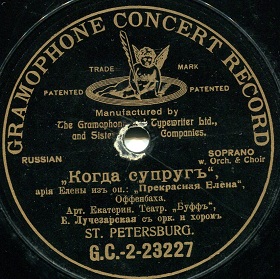 GRAMOPHONE CONCERT RECORD
TRADE MARK
PATENTED PATENTED
Manufactured by
The Gramophone and Typewriter Ltd.,
and Sister Companies.
RUSSIAN
SOPRANO
w. Orch. & Choir
„Когда супругъ“,
арія Елены изъ оп.: „Прекрасная Елена“,
Оффенбаха.
Арт. Екатерин. Театр. „Буффъ“,
Е. Лучезарская съ орк. и хоромъ
ST. PETERSBURG.
G.C.-2-23227